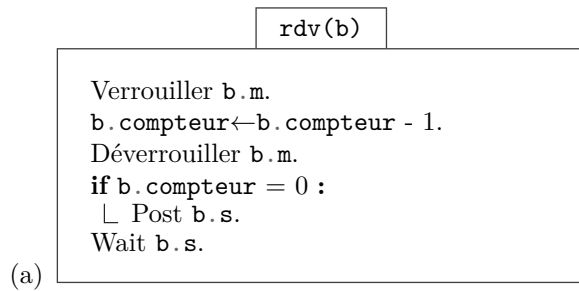 rdv(b)
Verrouiller b.m.
b.compteur←b.compteur - 1.
Déverrouiller b.m.
if b.compteur = 0 :
Post b.s.
Wait b.s.
(a)